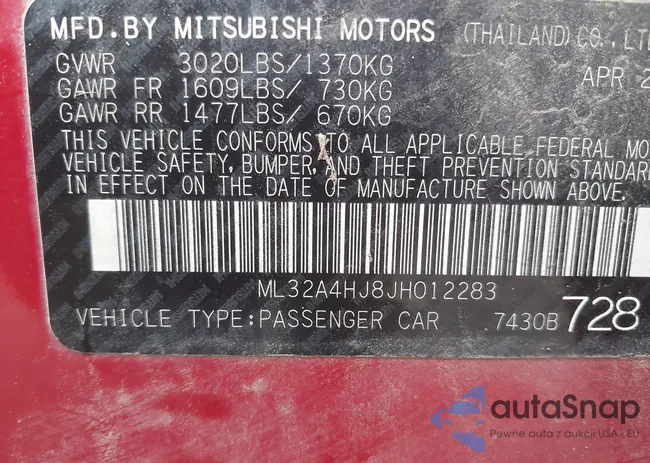 MFD.BY MITSUBISHI MOTORS (THAILAND)CO.,LTD
GVWR 3020LBS/1370KG
APR 2
GAWR FR 1609LBS/ 730KG
GAWR RR 1477LBS/ 670KG
THIS VEHICLE CONFORMS TO ALL APPLICABLE FEDERAL MO
VEHICLE SAFETY, BUMPER, AND THEFT PREVENTION STANDAR
IN EFFECT ON THE DATE OF MANUFACTURE SHOWN ABOVE.
ML32A4HJ8JH012283
VEHICLE TYPE:PASSENGER CAR 7430B 728
autaSnap
Pewne auta z aukcji USA i EU